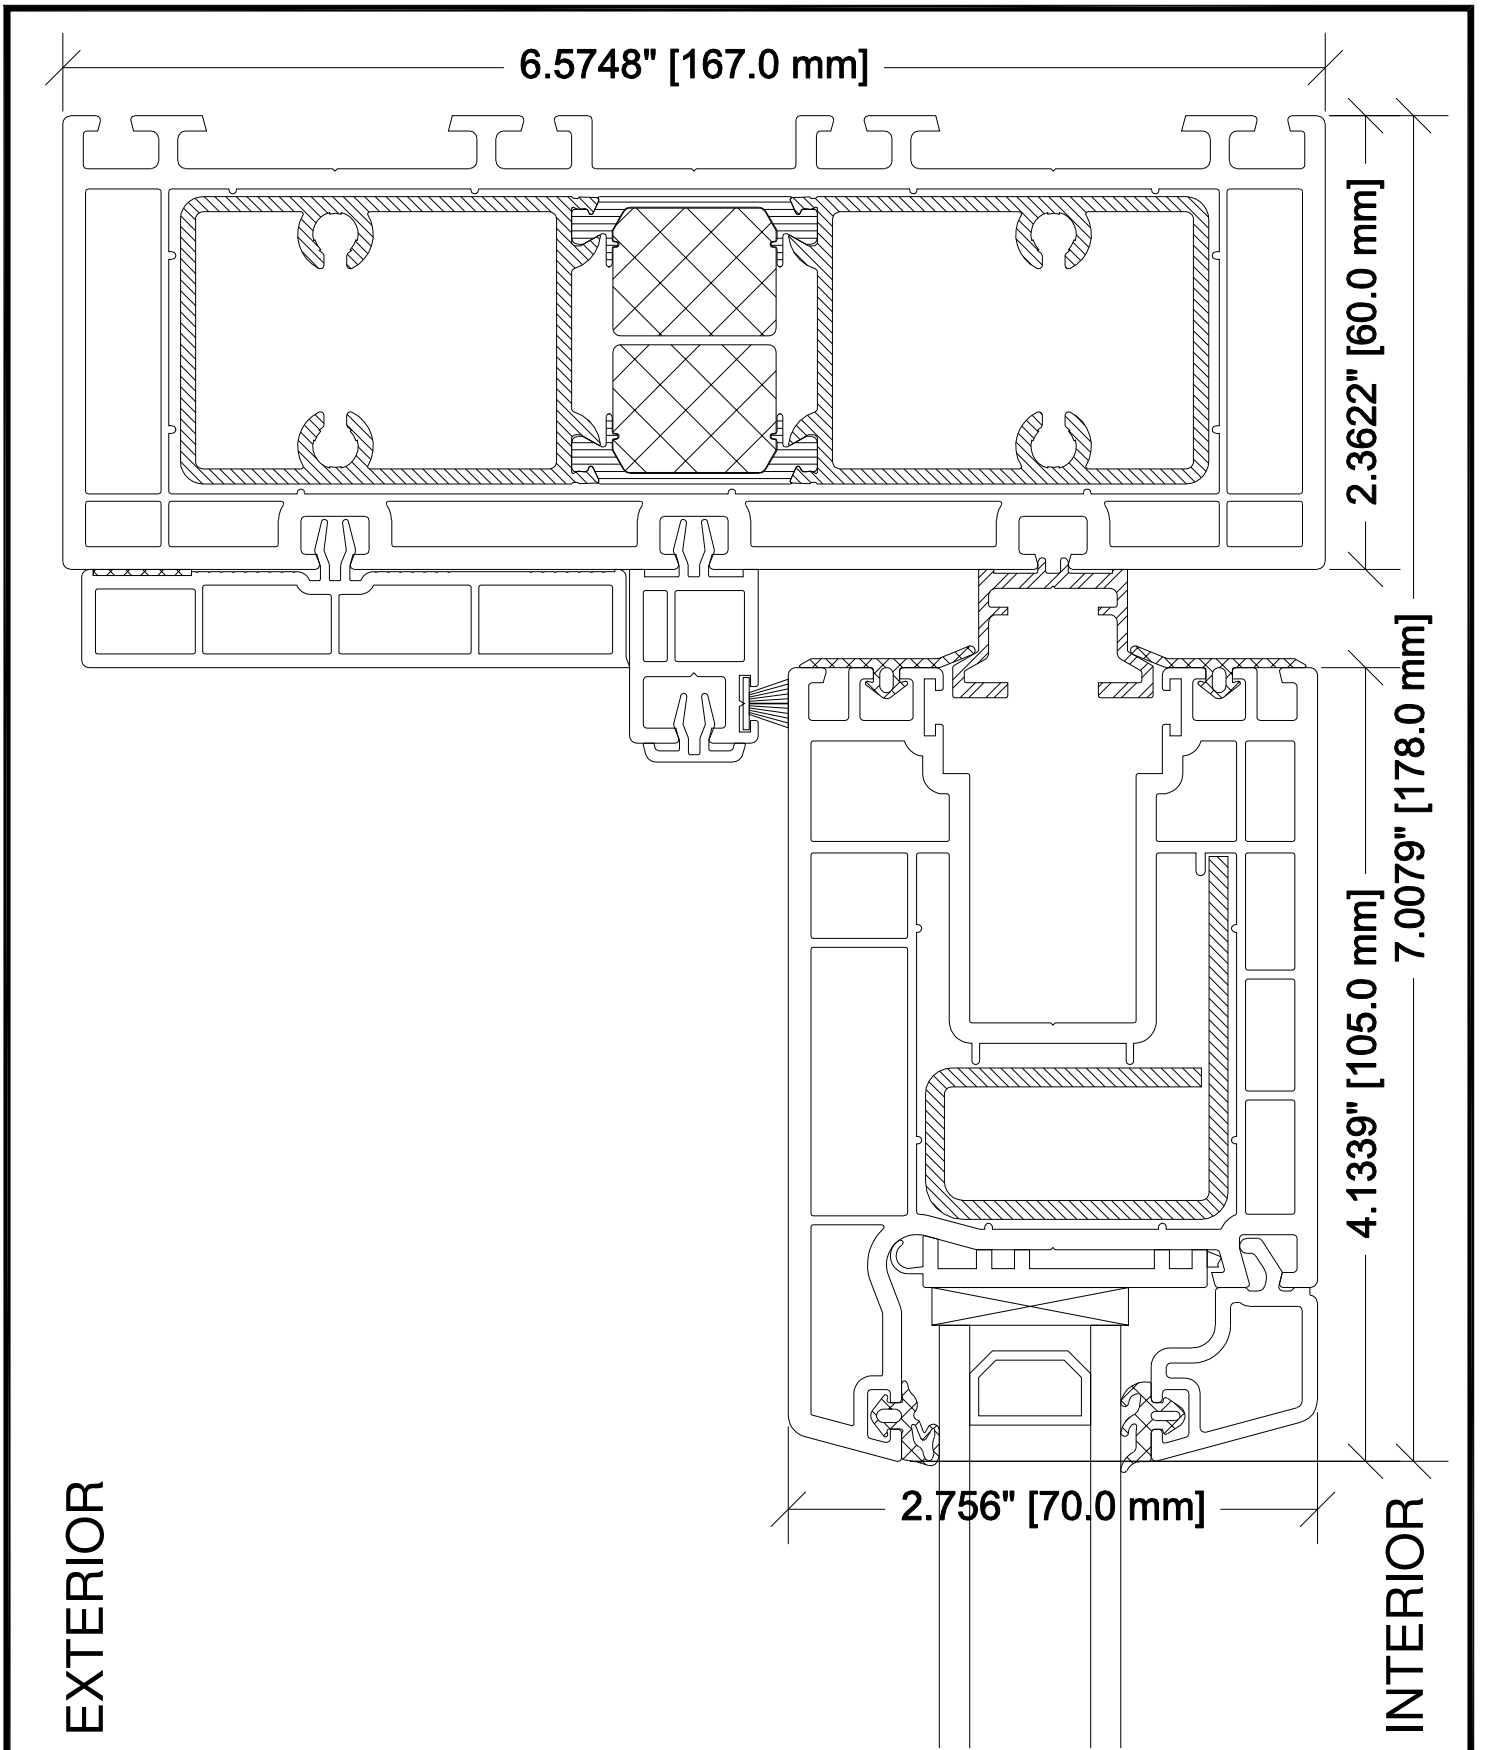 6.5748" [167.0 mm]
2.3622" [60.0 mm]
7.0079" [178.0 mm]
4.1339" [105.0 mm]
2.756" [70.0 mm]
EXTERIOR
INTERIOR